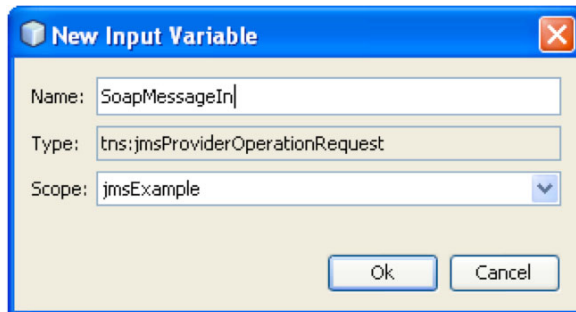 New Input Variable
Name: SoapMessageIn
Type: tns:jmsProviderOperationRequest
Scope: jmsExample
Ok Cancel